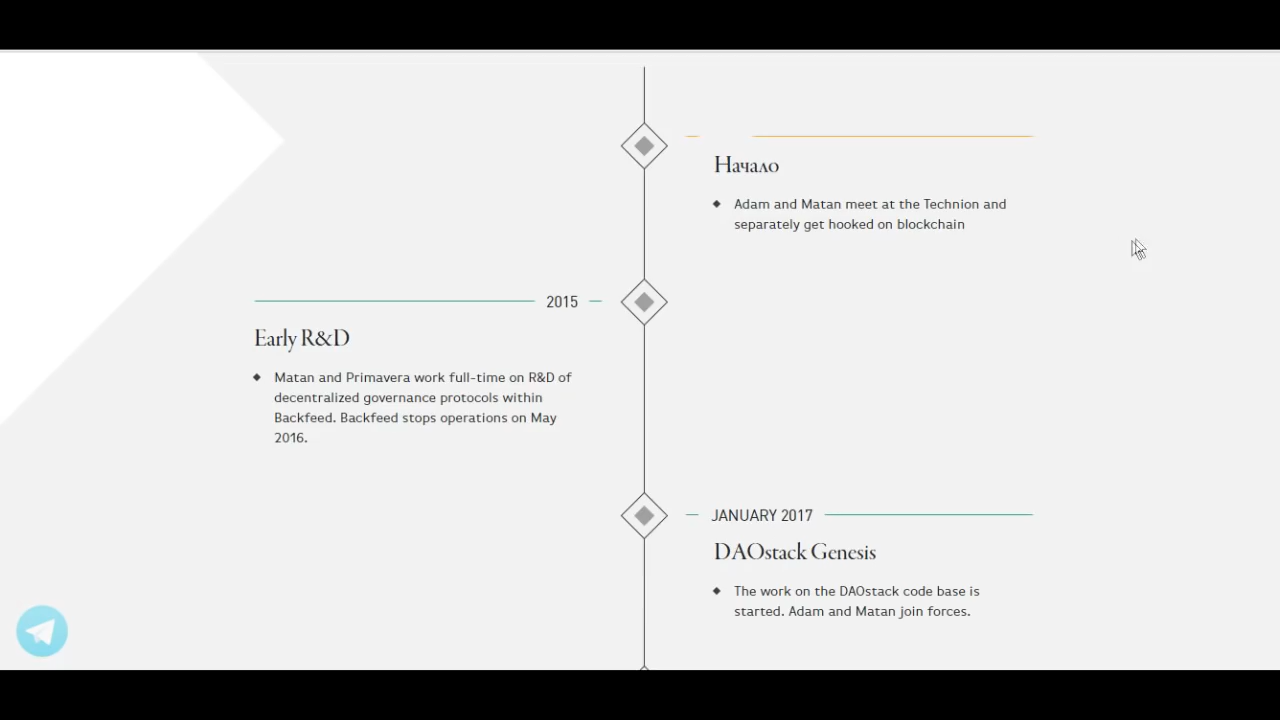 Начало
Adam and Matan meet at the Technion and
separately get hooked on blockchain
2015
Early R&D
Matan and Primavera work full-time on R&D of
decentralized governance protocols within
Backfeed. Backfeed stops operations on May
2016.
JANUARY 2017
DAOstack Genesis
The work on the DAOstack code base is
started. Adam and Matan join forces.